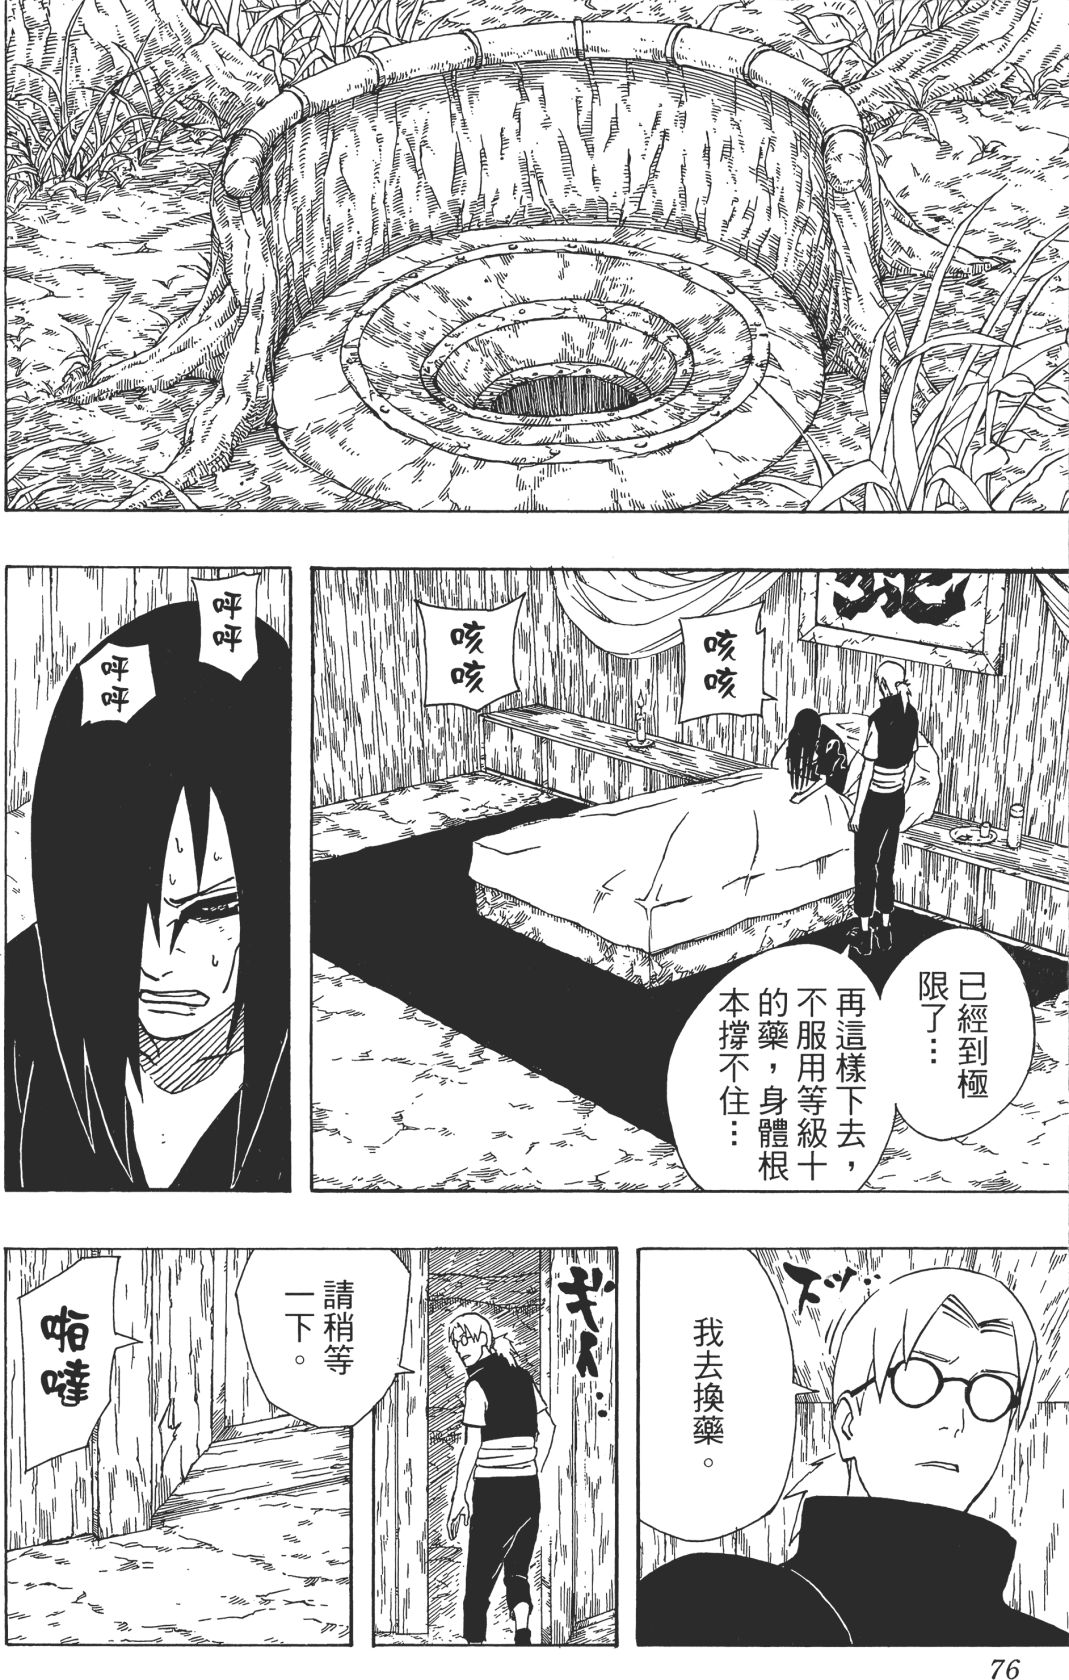 咳咳
咳咳
已經到極
限了⋯
再這樣下去，
不服用等級十
的藥，身體根
本撐不住⋯
呼呼
呼呼
スッ‥
我去換藥。
ギイ‥
請稍等
一下。
啪噠
76